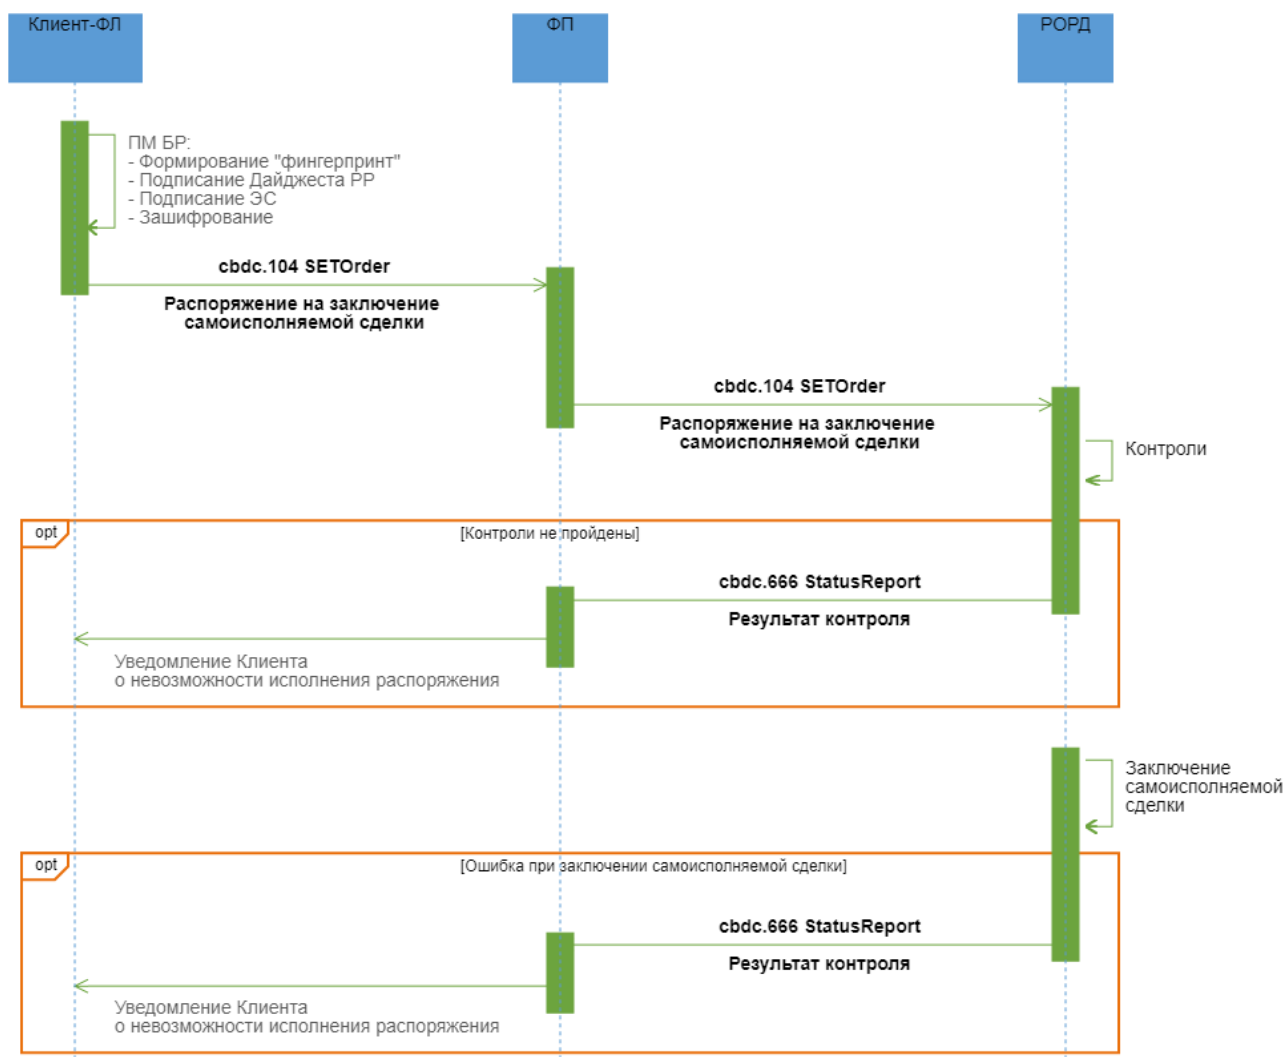 Клиент-ФЛ
ФП
РОРД
ПМ БР:
- Формирование "фингерпринт"
- Подписание Дайджеста РР
- Подписание ЭС
- Зашифрование
cbdc.104 SETOrder
Распоряжение на заключение
самоисполняемой сделки
cbdc.104 SETOrder
Распоряжение на заключение
самоисполняемой сделки
Контроли
opt
[Контроли не пройдены]
cbdc.666 StatusReport
Результат контроля
Уведомление Клиента
о невозможности исполнения распоряжения
Заключение
самоисполняемой
сделки
opt
[Ошибка при заключении самоисполняемой сделки]
cbdc.666 StatusReport
Результат контроля
Уведомление Клиента
о невозможности исполнения распоряжения